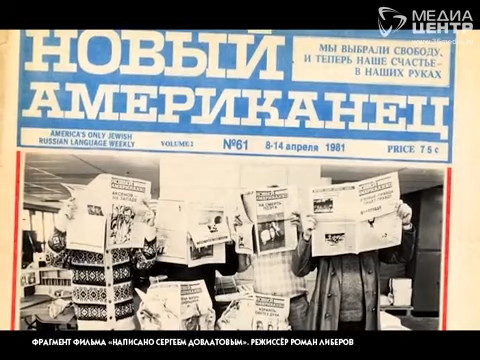 МЕДИА
ЦЕНТР
НОВЫЙ
АМЕРИКАНЕЦ
МЫ ВЫБРАЛИ СВОБОДУ,
И ТЕПЕРЬ НАШЕ СЧАСТЬЕ-
В НАШИХ РУКАХ
AMERICA'S ONLY JEWISH
RUSSIAN LANGUAGE WEEKLY
VOLUME 2
№61
8-14 апреля 1981
PRICE 75¢
ФРАГМЕНТ ФИЛЬМА «НАПИСАНО СЕРГЕЕМ ДОВЛАТОВЫМ». РЕЖИССЁР РОМАН ЛИБЕРОВ